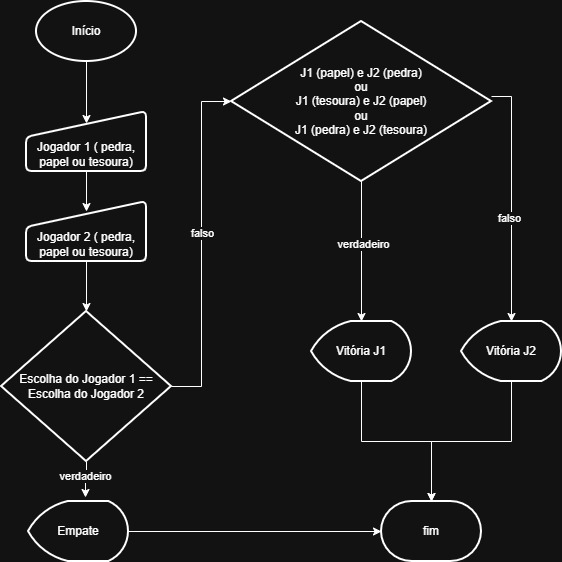 Início
Jogador 1 ( pedra,
papel ou tesoura)
Jogador 2 ( pedra,
papel ou tesoura)
Escolha do Jogador 1 ==
Escolha do Jogador 2
verdadeiro
Empate
falso
J1 (papel) e J2 (pedra)
ou
J1 (tesoura) e J2 (papel)
ou
J1 (pedra) e J2 (tesoura)
verdadeiro
falso
Vitória J1
Vitória J2
fim